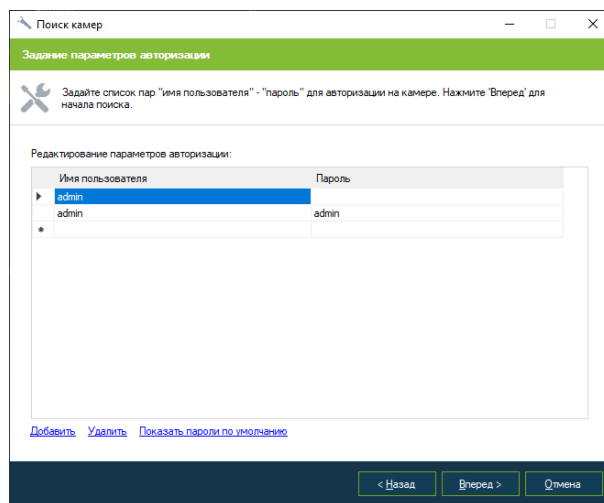 Поиск камер
Задание параметров авторизации
Задайте список пар "имя пользователя" - "пароль" для авторизации на камере. Нажмите 'Вперед' для
начала поиска.
Редактирование параметров авторизации:
Имя пользователя Пароль
admin
admin admin
Добавить Удалить Показать пароли по умолчанию
< Назад Вперед > Отмена